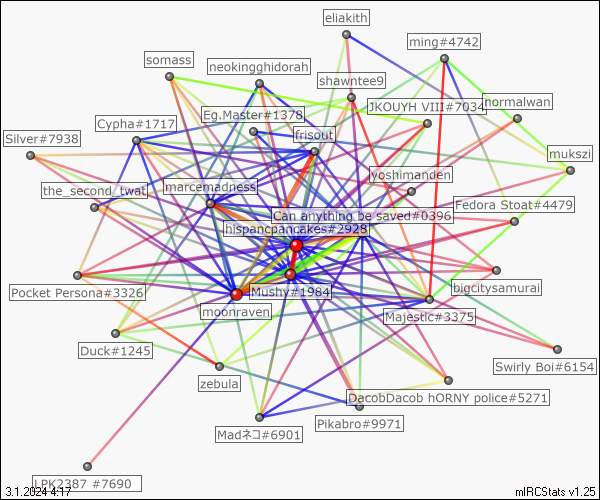 eliakith
ming#4742
somass
neokingghidorah
shawntee9
JKOUYH VIII#7034
normalwan
Eg.Master#1378
Cypha#1717
frisout
Silver#7938
mukszi
yoshimanden
marcemadness
the_second_twat
Fedora Stoat#4479
Can anything be saved#0396
hispancpancakes#2928
bigcitysamurai
Pocket Persona#3326
Mushy#1984
moonraven
Majestic#3375
Duck#1245
Swirly Boi#6154
zebula
DacobDacob hORNY police#5271
Pikabro#9971
Madネコ#6901
LPK2387 #7690
3.1.2024 4:17
mIRCStats v1.25